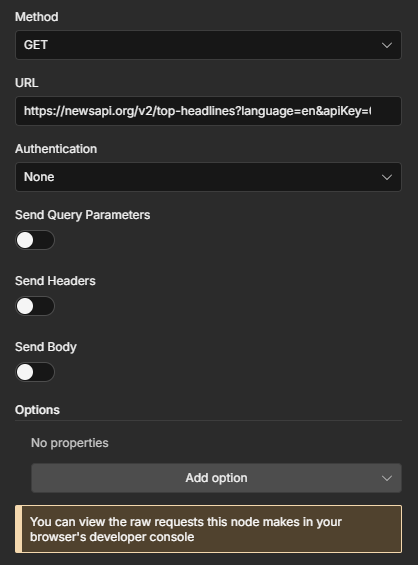 Method
GET
URL
https://newsapi.org/v2/top-headlines?language=en&apiKey=
Authentication
None
Send Query Parameters
Send Headers
Send Body
Options
No properties
Add option
You can view the raw requests this node makes in your
browser's developer console